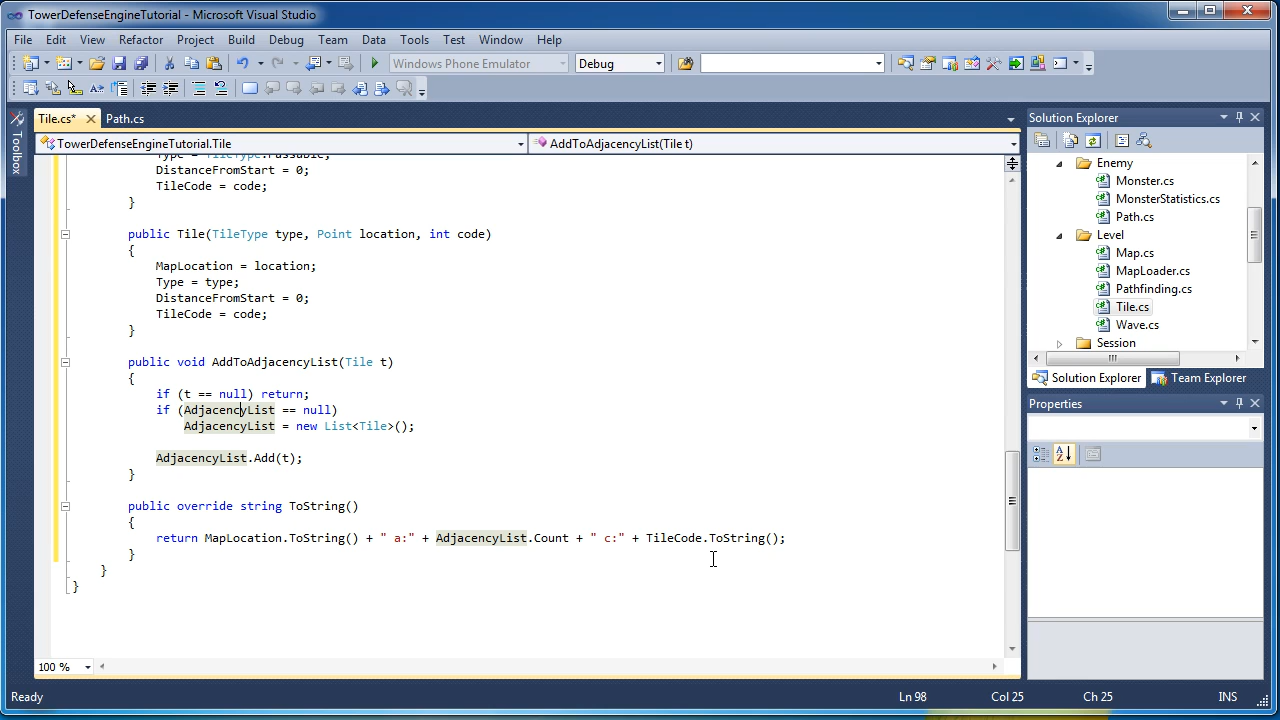 TowerDefenseEngineTutorial - Microsoft Visual Studio
File Edit View Refactor Project Build Debug Team Data Tools Test Window Help
Windows Phone Emulator Debug
Tile.cs* Path.cs
TowerDefenseEngineTutorial.Tile AddToAdjacencyList(Tile t)
Toolbox
Type = TileType.Passable;
DistanceFromStart = 0;
TileCode = code;
}
public Tile(TileType type, Point location, int code)
{
MapLocation = location;
Type = type;
DistanceFromStart = 0;
TileCode = code;
}
public void AddToAdjacencyList(Tile t)
{
if (t == null) return;
if (AdjacencyList == null)
AdjacencyList = new List<Tile>();
AdjacencyList.Add(t);
}
public override string ToString()
{
return MapLocation.ToString() + " a:" + AdjacencyList.Count + " c:" + TileCode.ToString();
}
}
}
100 %
Solution Explorer
Enemy
Monster.cs
MonsterStatistics.cs
Path.cs
Level
Map.cs
MapLoader.cs
Pathfinding.cs
Tile.cs
Wave.cs
Session
Solution Explorer Team Explorer
Properties
Ready Ln 98 Col 25 Ch 25 INS